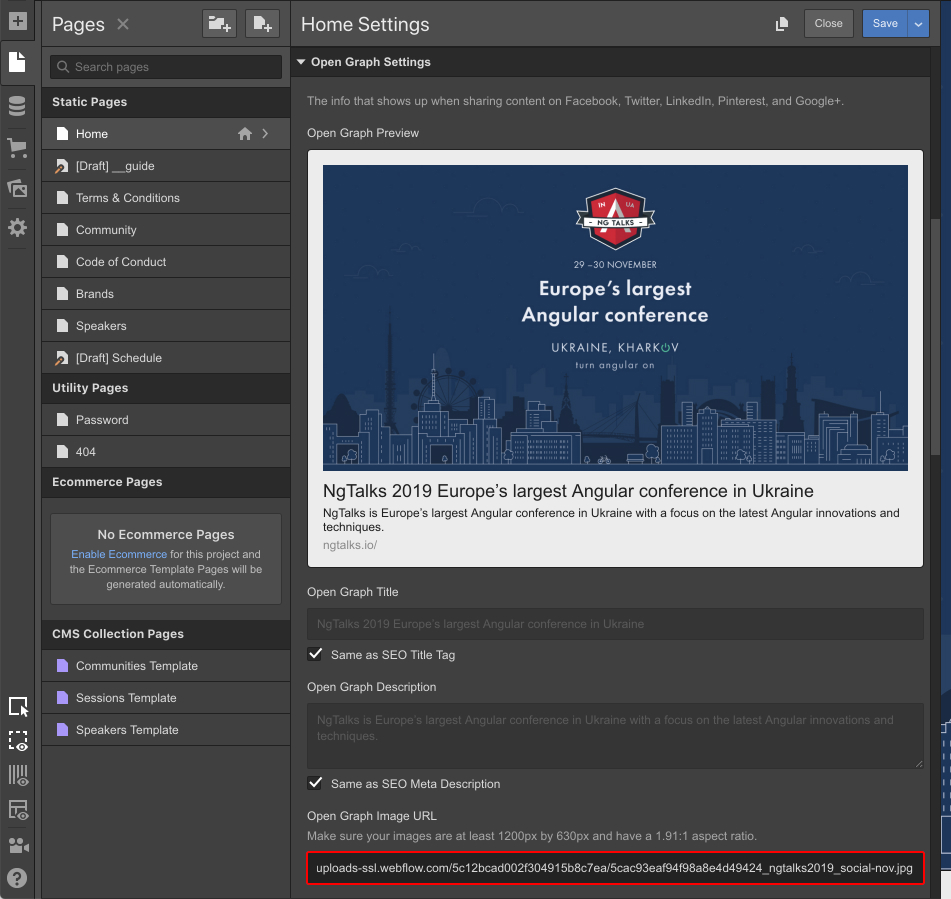 Pages
Search pages
Static Pages
Home
[Draft] __guide
Terms & Conditions
Community
Code of Conduct
Brands
Speakers
[Draft] Schedule
Utility Pages
Password
404
Ecommerce Pages
No Ecommerce Pages
Enable Ecommerce for this project and
the Ecommerce Template Pages will be
generated automatically.
CMS Collection Pages
Communities Template
Sessions Template
Speakers Template
Home Settings
Close
Save
Open Graph Settings
The info that shows up when sharing content on Facebook, Twitter, LinkedIn, Pinterest, and Google+.
Open Graph Preview
IN UA
NG TALKS
29 –30 NOVEMBER
Europe’s largest
Angular conference
UKRAINE, KHARKOV
turn angular on
NgTalks 2019 Europe’s largest Angular conference in Ukraine
NgTalks is Europe’s largest Angular conference in Ukraine with a focus on the latest Angular innovations and
techniques.
ngtalks.io/
Open Graph Title
NgTalks 2019 Europe’s largest Angular conference in Ukraine
Same as SEO Title Tag
Open Graph Description
NgTalks is Europe’s largest Angular conference in Ukraine with a focus on the latest Angular innovations and
techniques.
Same as SEO Meta Description
Open Graph Image URL
Make sure your images are at least 1200px by 630px and have a 1.91:1 aspect ratio.
uploads-ssl.webflow.com/5c12bcad002f304915b8c7ea/5cac93eaf94f98a8e4d49424_ngtalks2019_social-nov.jpg